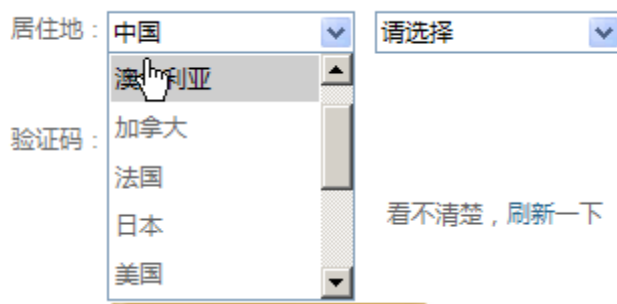 居住地：中国 请选择
澳大利亚
加拿大
验证码：
法国
看不清楚，刷新一下
日本
美国